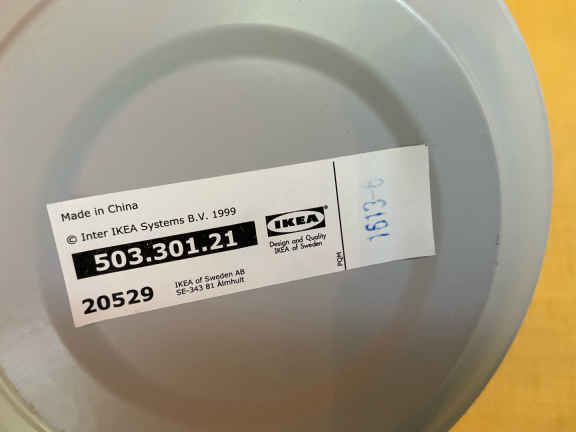 Made in China
© Inter IKEA Systems B.V. 1999
503.301.21
20529
IKEA of Sweden AB
SE-343 81 Älmhult
IKEA®
Design and Quality
IKEA of Sweden
PQM
1613-6